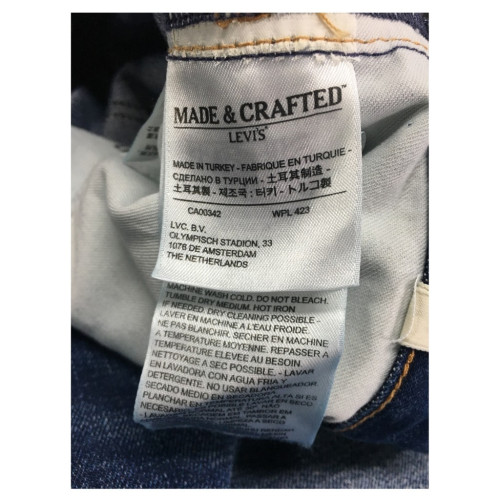 MADE & CRAFTED™
LEVI'S®
MADE IN TURKEY - FABRIQUE EN TURQUIE -
СДЕЛАНО В ТУРЦИИ - 土耳其制造 -
土耳其製 - 제조국 : 터키 - トルコ製
CA00342 WPL 423
LVC. B.V.
OLYMPISCH STADION, 33
1076 DE AMSTERDAM
THE NETHERLANDS
MACHINE WASH COLD. DO NOT BLEACH.
TUMBLE DRY MEDIUM. HOT IRON
IF NEEDED. DRY CLEANING POSSIBLE -
LAVER EN MACHINE A L'EAU FROIDE.
NE PAS BLANCHIR. SECHER EN MACHINE
A TEMPERATURE MOYENNE. REPASSER A
TEMPERATURE ELEVEE AU BESOIN.
NETTOYAGE A SEC POSSIBLE. - LAVAR
EN LAVADORA CON AGUA FRIA Y
DETERGENTE. NO USAR BLANQUEADOR.
SECADO MEDIO EN SECADORA.
PLANCHAR EN